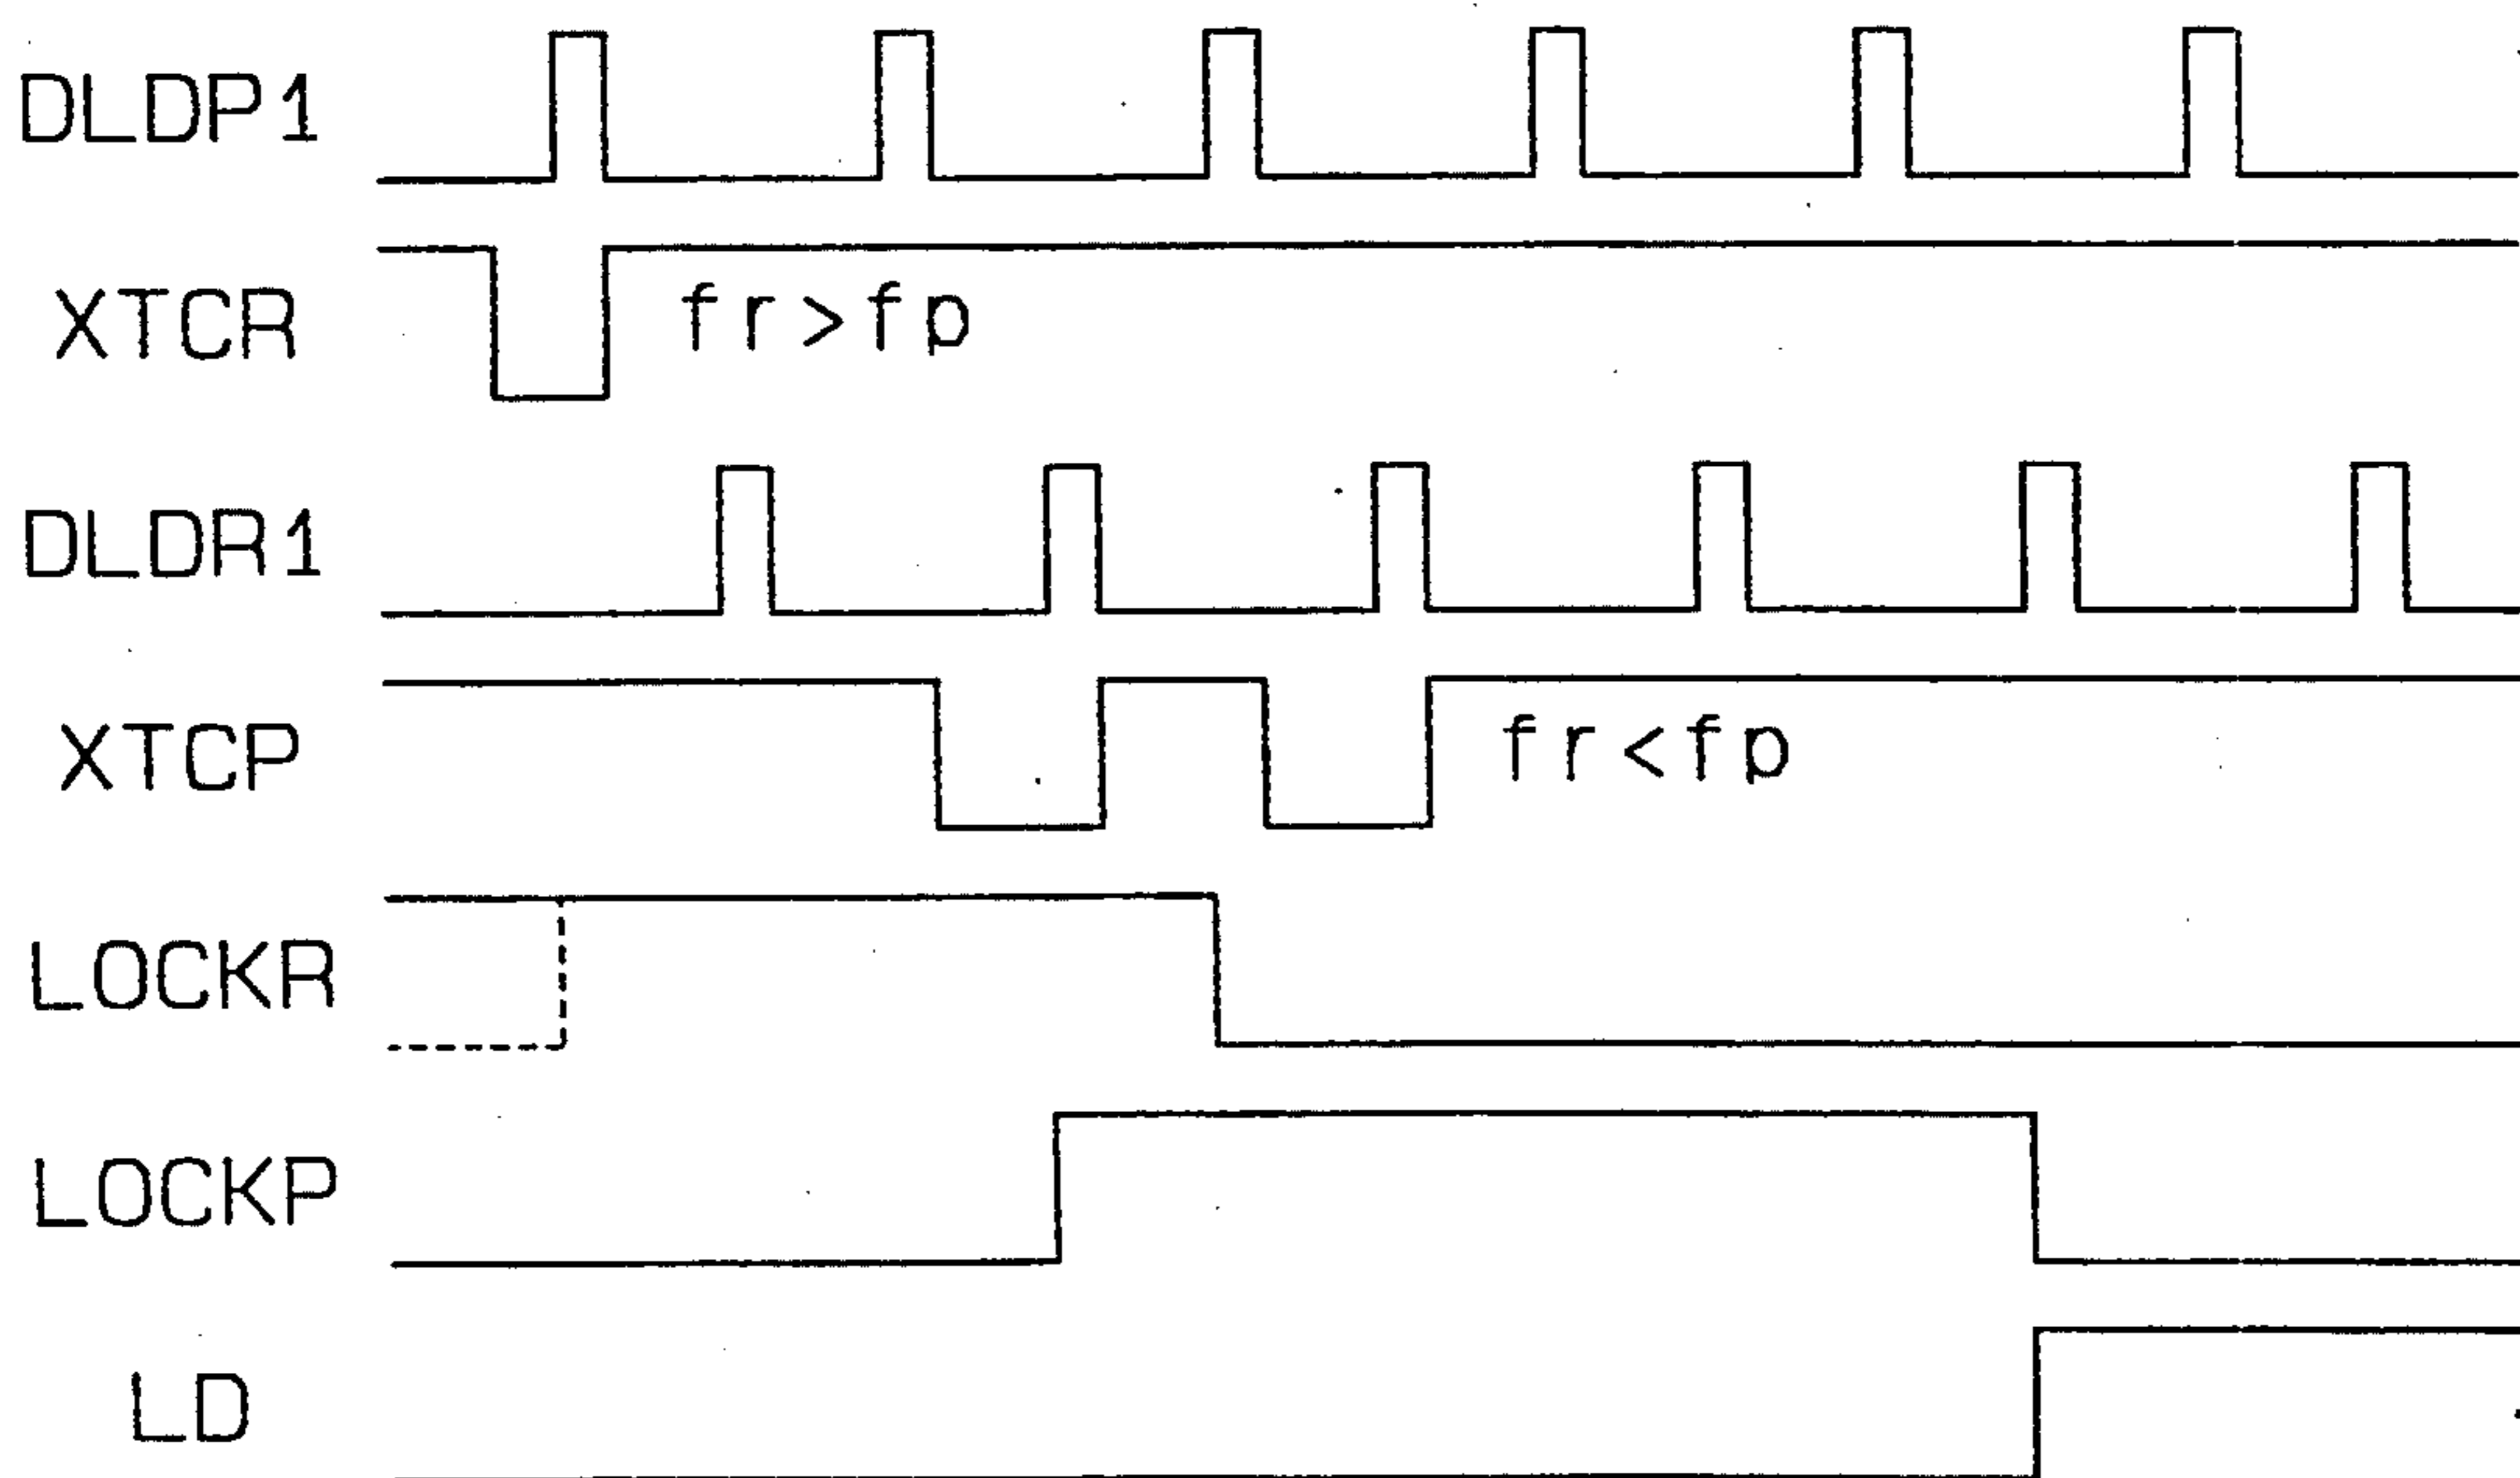 DLDP1
XTCR
fr>fp
DLDR1
XTCP
fr<fp
LOCKR
LOCKP
LD